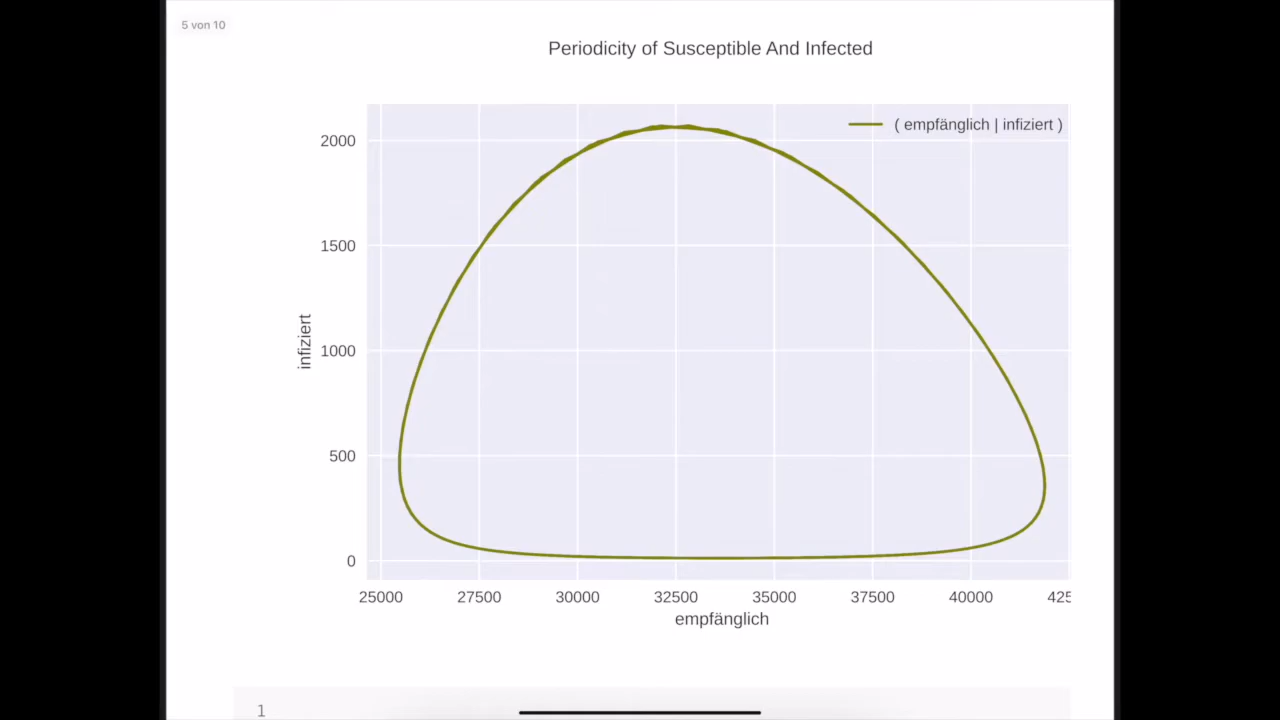 5 von 10
Periodicity of Susceptible And Infected
( empfänglich | infiziert )
2000
1500
1000
500
0
infiziert
25000 27500 30000 32500 35000 37500 40000 425
empfänglich
1